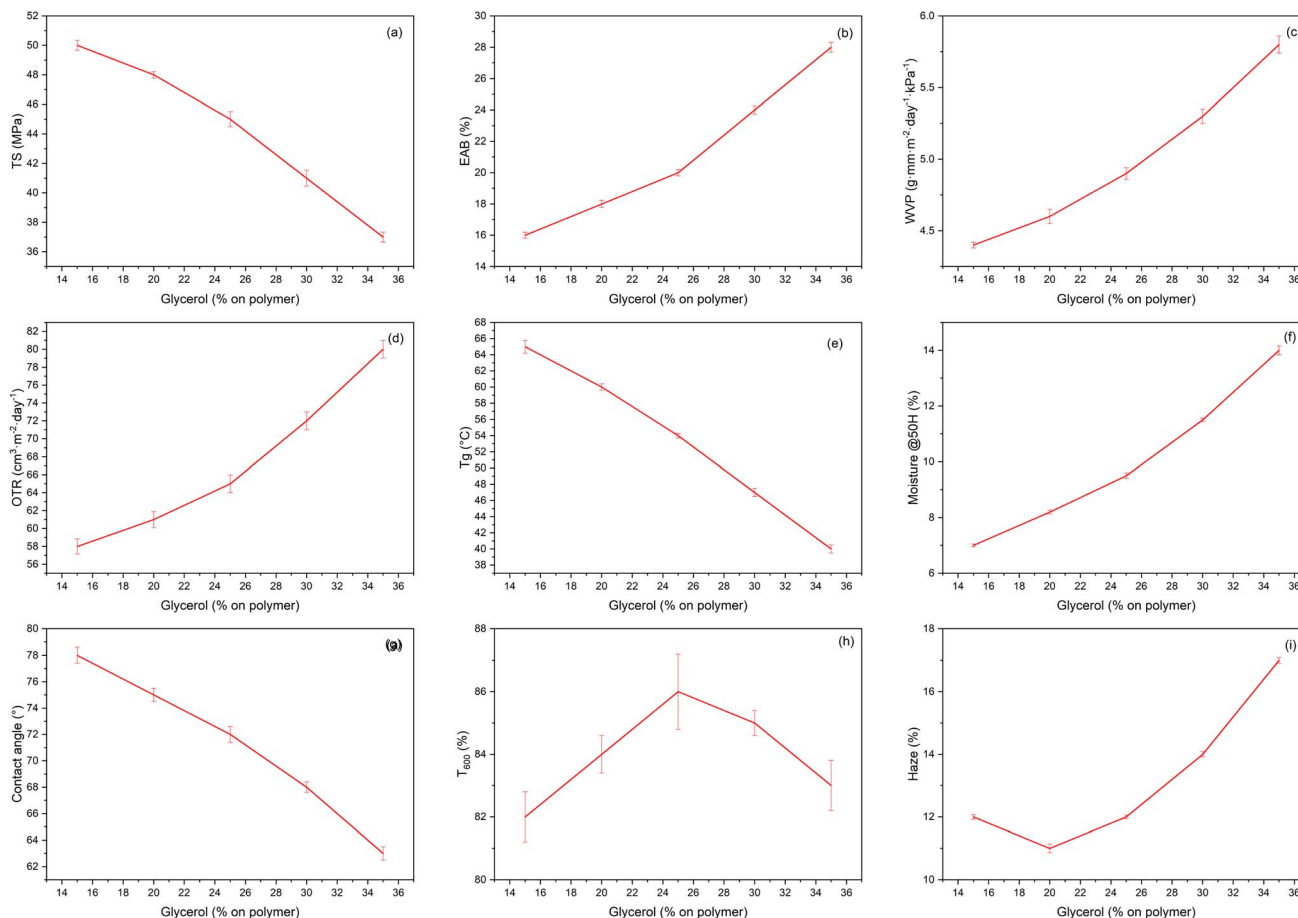 52
50
48
46
44
42
40
38
36
14 16 18 20 22 24 26 28 30 32 34 36
TS (MPa)
Glycerol (% on polymer)
(a)
30
28
26
24
22
20
18
16
14
14 16 18 20 22 24 26 28 30 32 34 36
EAB (%)
Glycerol (% on polymer)
(b)
6.0
5.5
5.0
4.5
14 16 18 20 22 24 26 28 30 32 34 36
WVP (g·mm·m⁻²·day⁻¹·kPa⁻¹)
Glycerol (% on polymer)
(c)
82
80
78
76
74
72
70
68
66
64
62
60
58
56
14 16 18 20 22 24 26 28 30 32 34 36
OTR (cm³·m⁻²·day⁻¹)
Glycerol (% on polymer)
(d)
68
66
64
62
60
58
56
54
52
50
48
46
44
42
40
38
14 16 18 20 22 24 26 28 30 32 34 36
Tg (°C)
Glycerol (% on polymer)
(e)
14
12
10
8
6
14 16 18 20 22 24 26 28 30 32 34 36
Moisture @50H (%)
Glycerol (% on polymer)
(f)
80
78
76
74
72
70
68
66
64
62
14 16 18 20 22 24 26 28 30 32 34 36
Contact angle (°)
Glycerol (% on polymer)
(g)
88
86
84
82
80
14 16 18 20 22 24 26 28 30 32 34 36
T₆₀₀ (%)
Glycerol (% on polymer)
(h)
18
16
14
12
10
14 16 18 20 22 24 26 28 30 32 34 36
Haze (%)
Glycerol (% on polymer)
(i)